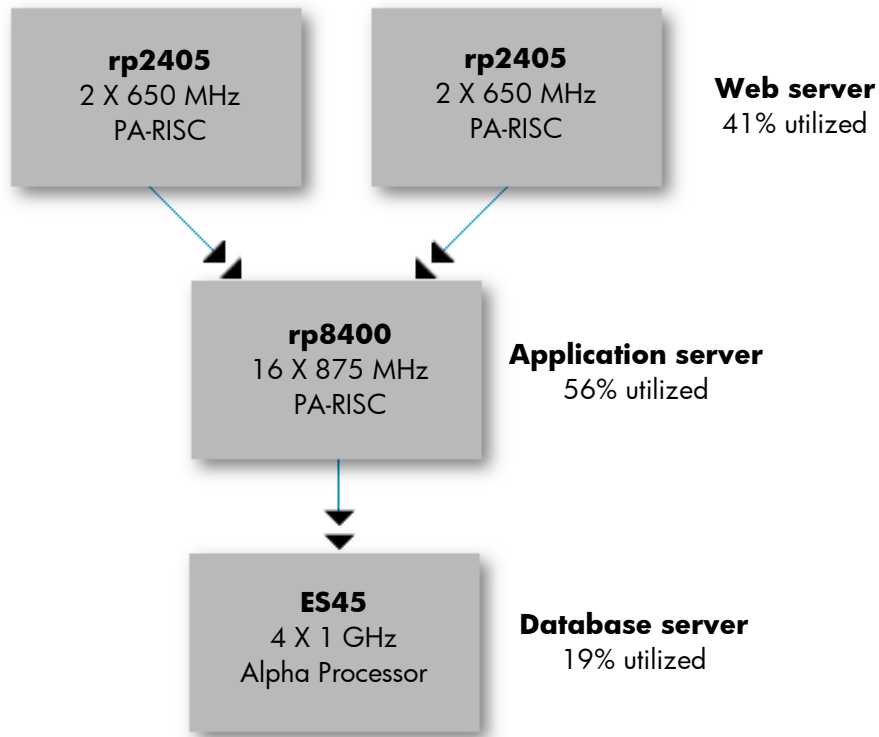 rp2405
2 X 650 MHz
PA-RISC
rp2405
2 X 650 MHz
PA-RISC
Web server
41% utilized
rp8400
16 X 875 MHz
PA-RISC
Application server
56% utilized
ES45
4 X 1 GHz
Alpha Processor
Database server
19% utilized